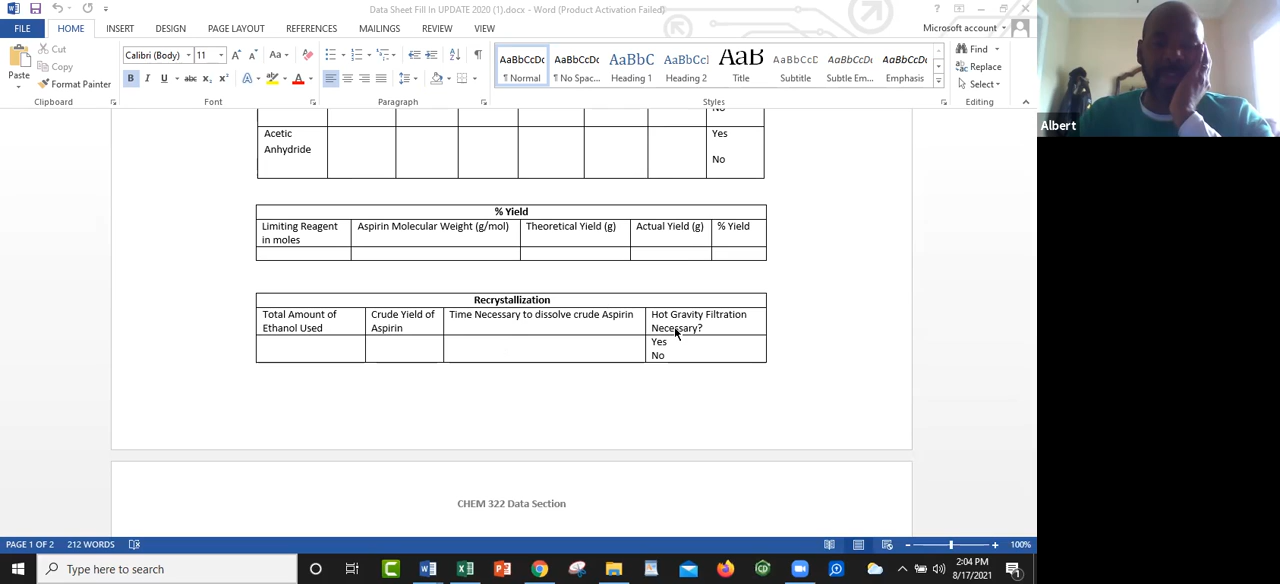 Data Sheet Fill In UPDATE 2020 (1).docx - Word (Product Activation Failed)
FILE HOME INSERT DESIGN PAGE LAYOUT REFERENCES MAILINGS REVIEW VIEW Microsoft account
Paste
Cut
Copy
Format Painter
Calibri (Body) 11
AaBbCcDc AaBbCcDc AaBbC AaBbCc AaB AaBbCcD AaBbCcDc AaBbCcDc
¶ Normal ¶ No Spac... Heading 1 Heading 2 Title Subtitle Subtle Em... Emphasis
Find
Replace
Select
Clipboard Font Paragraph Styles Editing
Albert
No
Acetic
Anhydride
Yes
No
% Yield
Limiting Reagent
in moles
Aspirin Molecular Weight (g/mol)
Theoretical Yield (g)
Actual Yield (g)
% Yield
Recrystallization
Total Amount of
Ethanol Used
Crude Yield of
Aspirin
Time Necessary to dissolve crude Aspirin
Hot Gravity Filtration
Necessary?
Yes
No
CHEM 322 Data Section
PAGE 1 OF 2 212 WORDS 100%
Type here to search
2:04 PM
8/17/2021